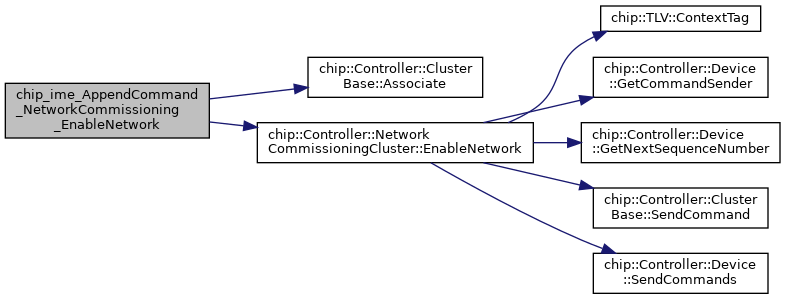 chip_ime_AppendCommand
_NetworkCommissioning
_EnableNetwork
chip::Controller::Cluster
Base::Associate
chip::Controller::Network
CommissioningCluster::EnableNetwork
chip::TLV::ContextTag
chip::Controller::Device
::GetCommandSender
chip::Controller::Device
::GetNextSequenceNumber
chip::Controller::Cluster
Base::SendCommand
chip::Controller::Device
::SendCommands